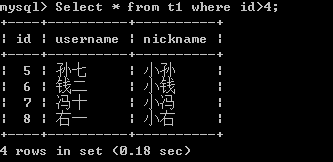 mysql> Select * from t1 where id>4;
+----+----------+----------+
| id | username | nickname |
+----+----------+----------+
| 5 | 孙七 | 小孙 |
| 6 | 钱二 | 小钱 |
| 7 | 冯十 | 小冯 |
| 8 | 右一 | 小右 |
+----+----------+----------+
4 rows in set (0.18 sec)